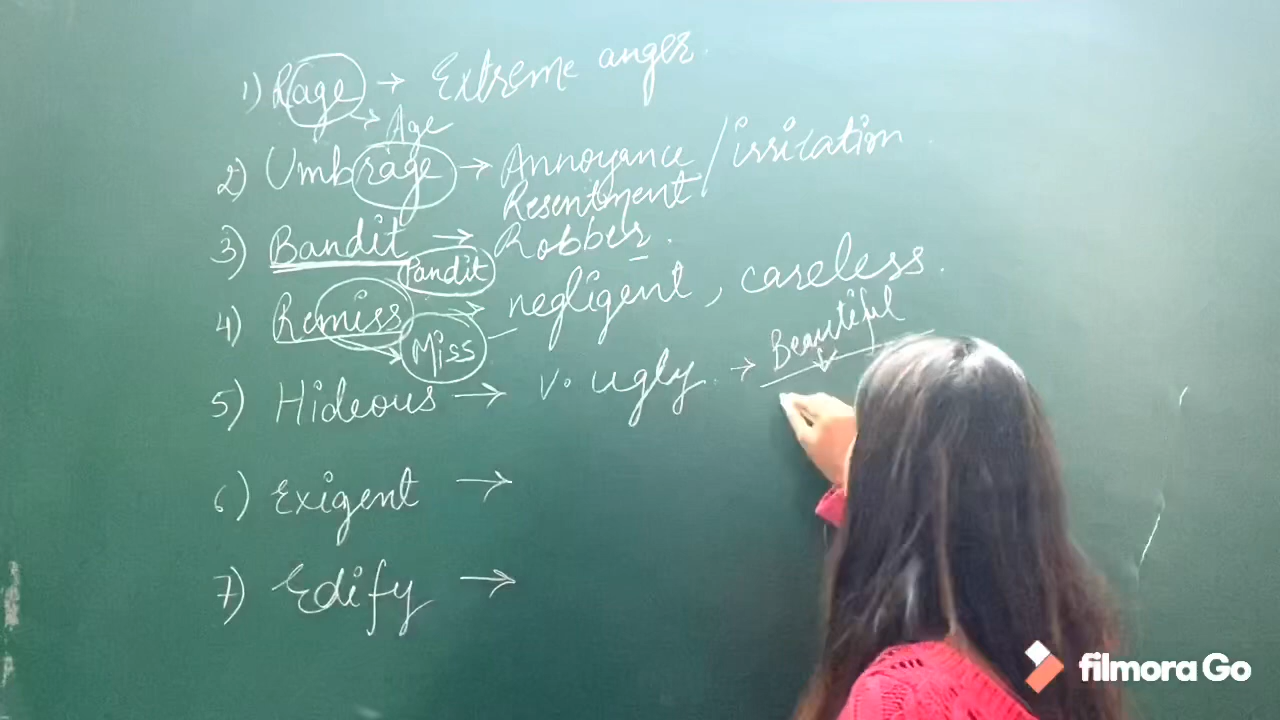 1) Rage → Extreme anger.
→ Age
2) Umbrage → Annoyance / irritation
Resentment
3) Bandit → Robber.
Pandit
4) Remiss → negligent, careless.
Miss
5) Hideous → v. ugly. → Beautiful
6) Exigent →
7) Edify →
filmora Go